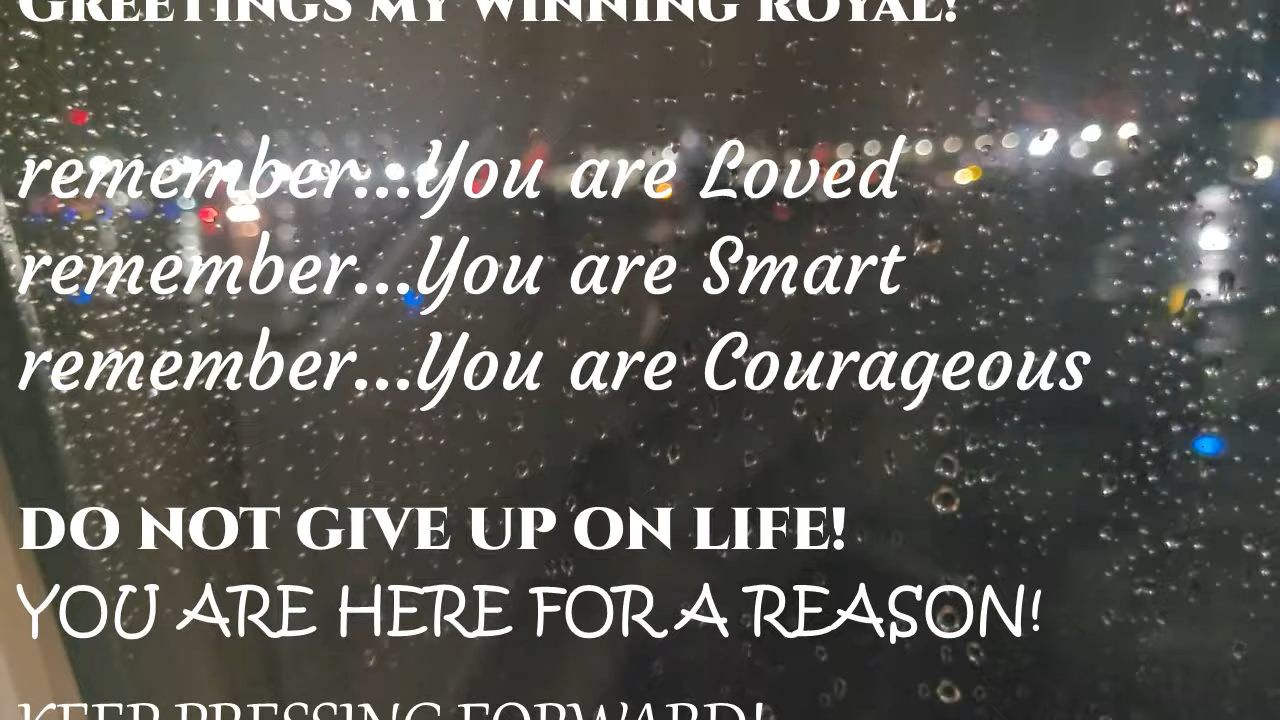 GREETINGS MY WINNING ROYAL!
remember...You are Loved
remember...You are Smart
remember...You are Courageous
DO NOT GIVE UP ON LIFE!
YOU ARE HERE FOR A REASON!
KEEP PRESSING FORWARD!